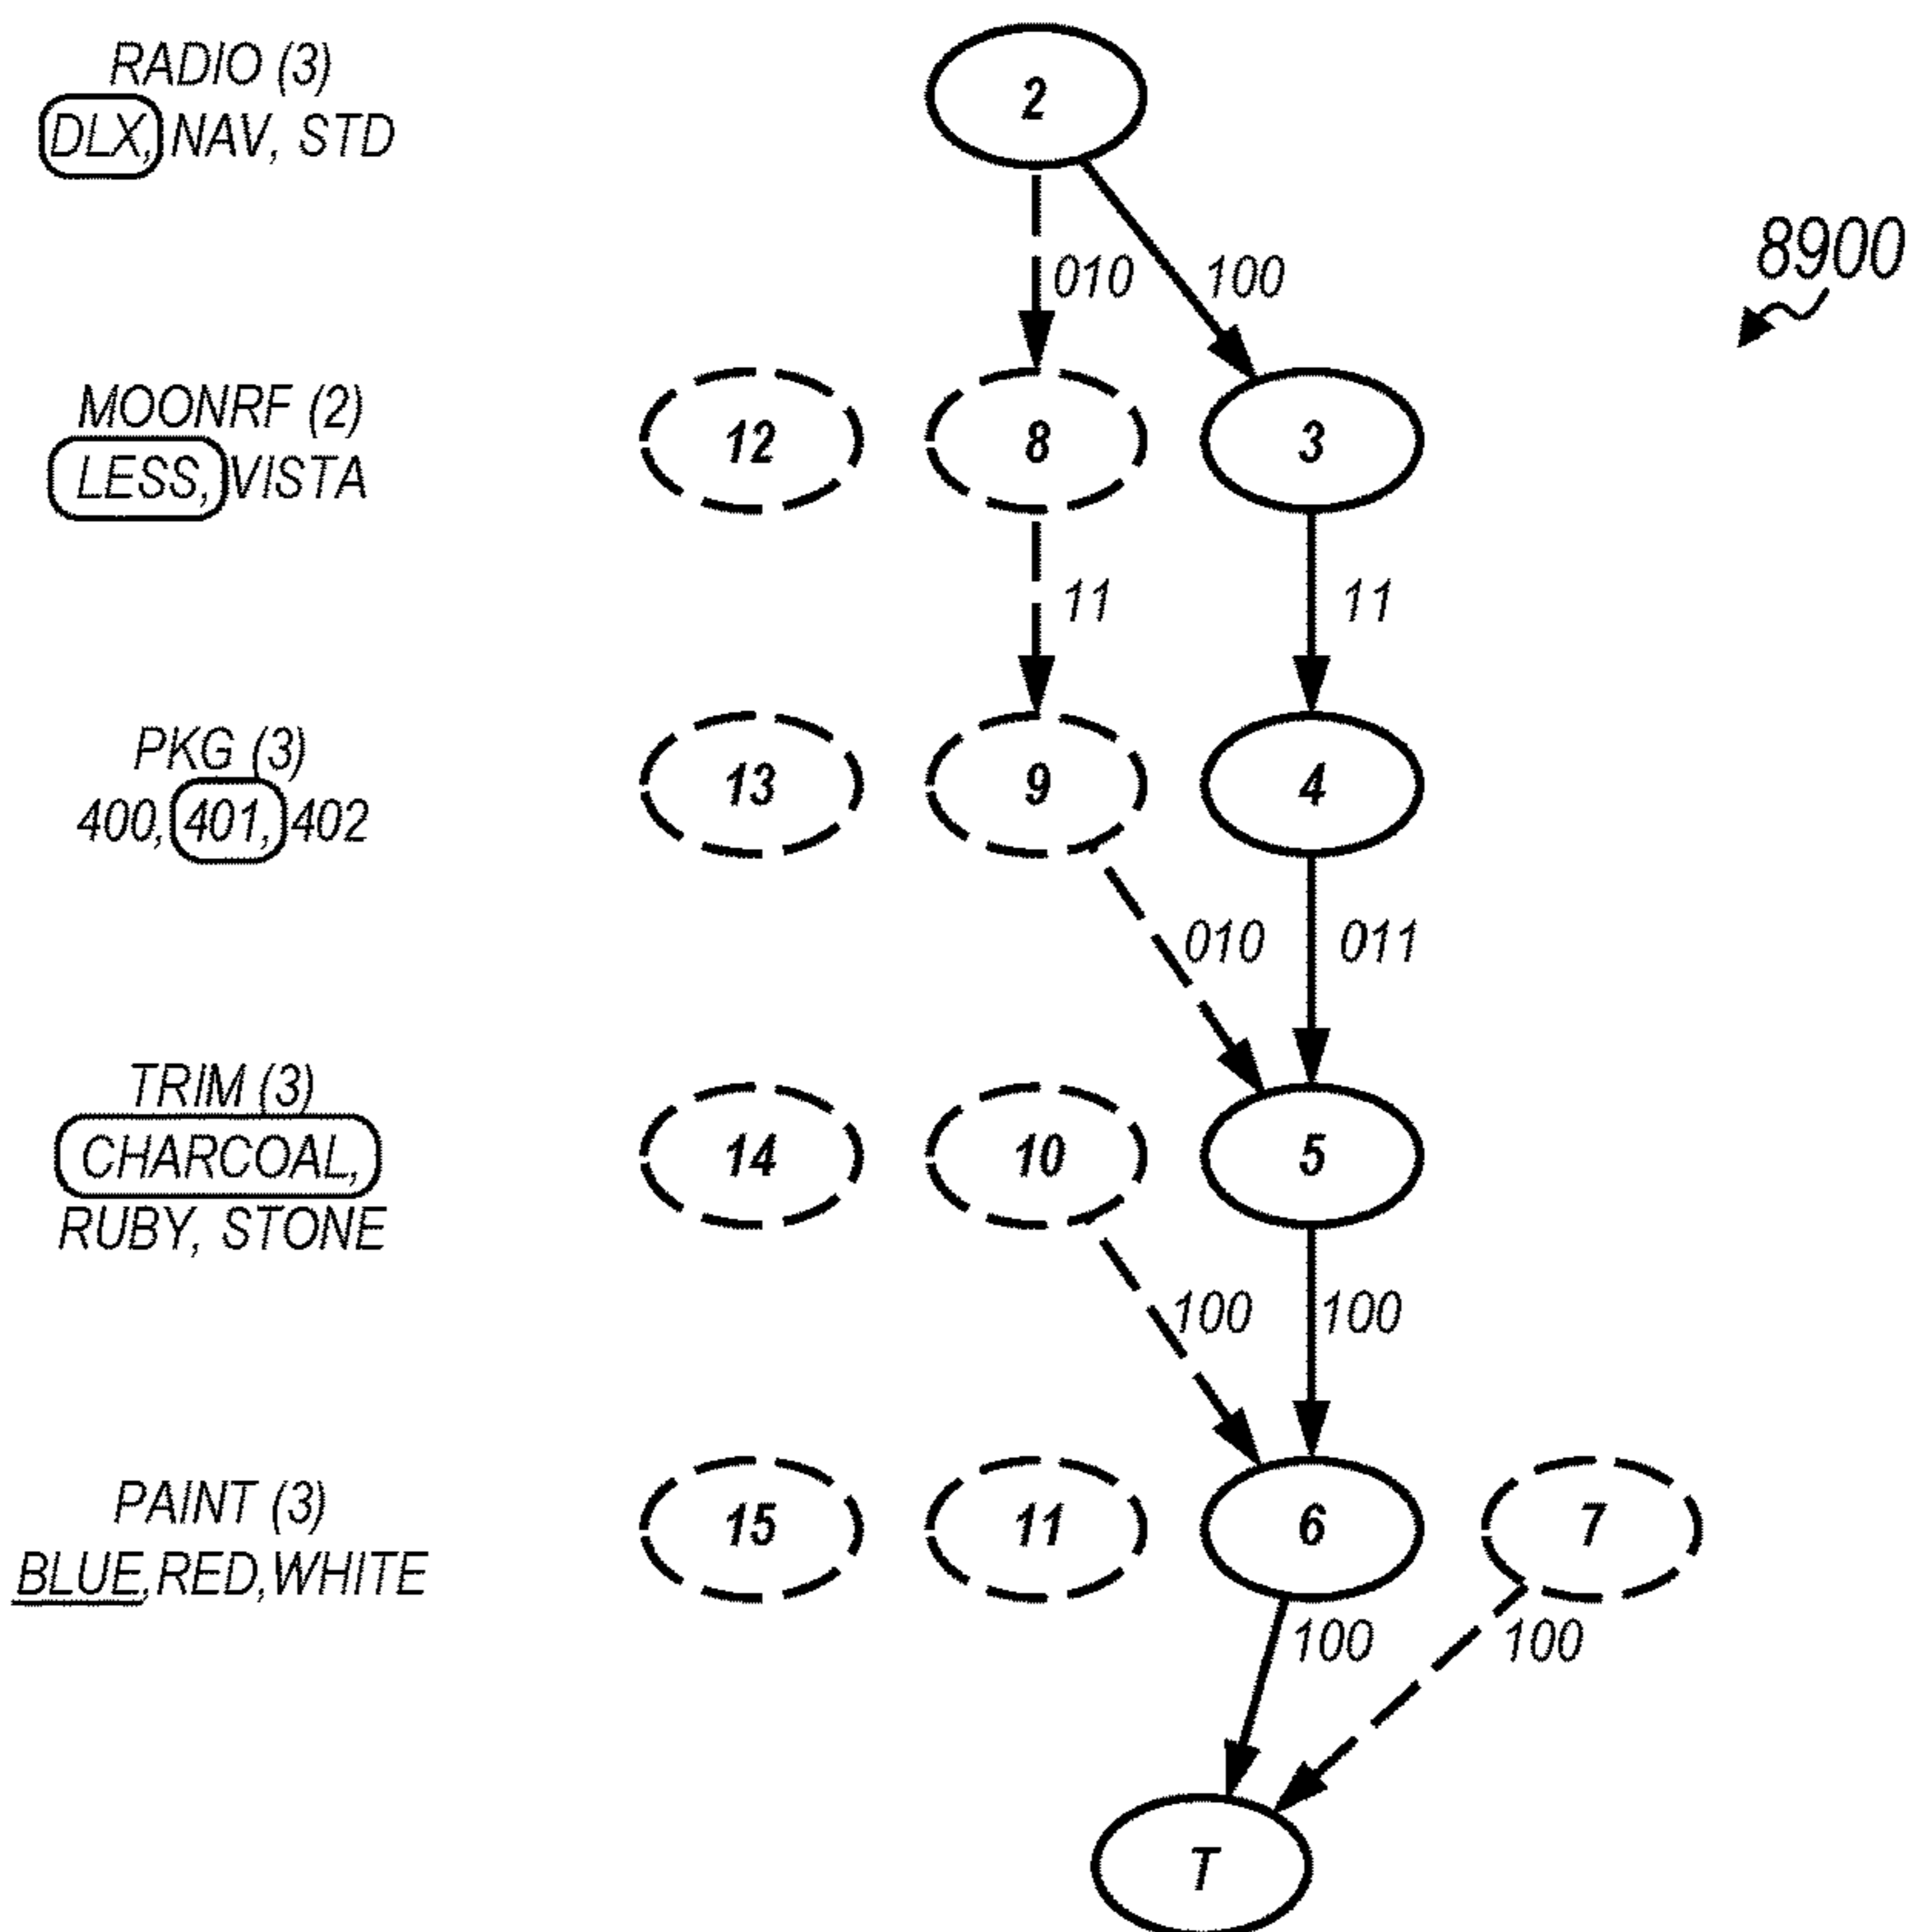 RADIO (3)
DLX, NAV, STD
2
010
100
8900
MOONRF (2)
LESS, VISTA
12
8
3
11
11
PKG (3)
400, 401, 402
13
9
4
010
011
TRIM (3)
CHARCOAL,
RUBY, STONE
14
10
5
100
100
PAINT (3)
BLUE, RED, WHITE
15
11
6
7
100
100
T